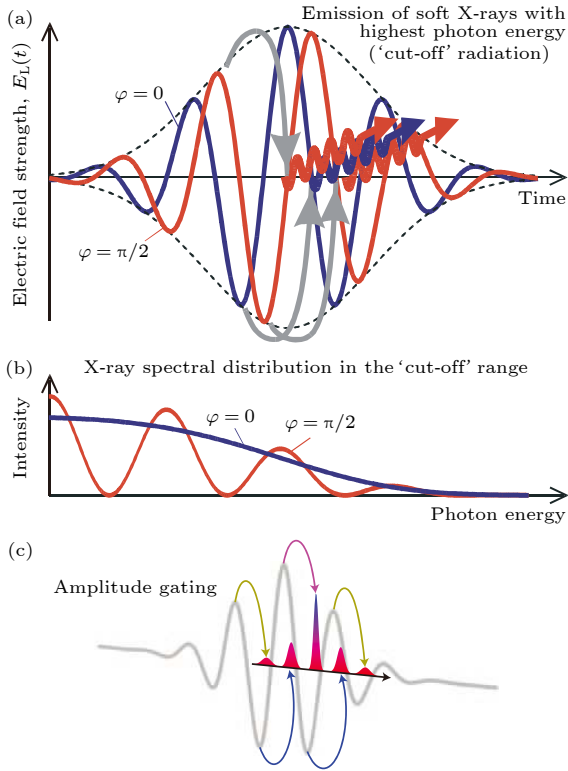 (a)
Emission of soft X-rays with
highest photon energy
(‘cut-off’ radiation)
Electric field strength, E_L(t)
φ = 0
φ = π/2
Time
(b)
X-ray spectral distribution in the ‘cut-off’ range
Intensity
φ = 0
φ = π/2
Photon energy
(c)
Amplitude gating